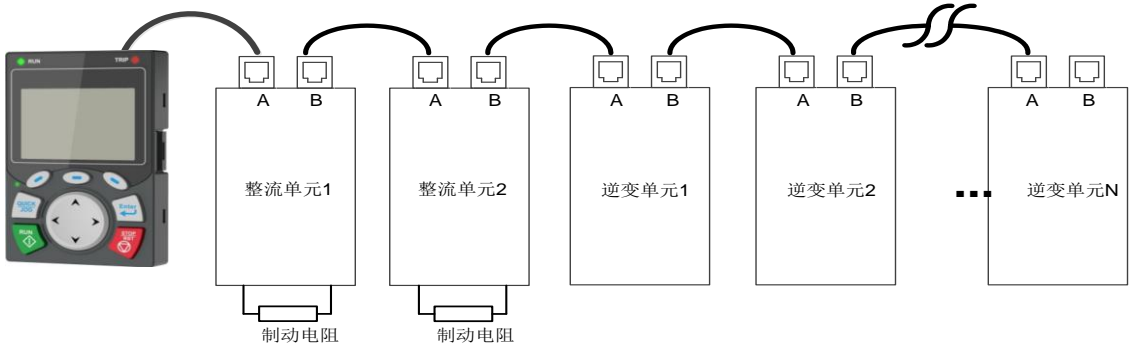 RUN
TRIP
QUICK
JOG
Enter
RUN
STOP
RST
A
B
A
B
A
B
A
B
A
B
整流单元1
整流单元2
逆变单元1
逆变单元2
...
逆变单元N
制动电阻
制动电阻